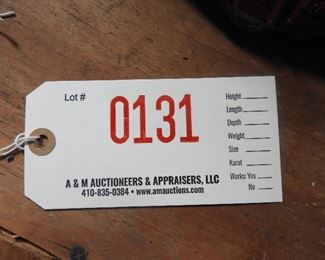 Lot #
0131
Height
Length
Depth
Weight
Size
Karat
Works: Yes
No
A & M AUCTIONEERS & APPRAISERS, LLC
410-835-0384 • www.amauctions.com